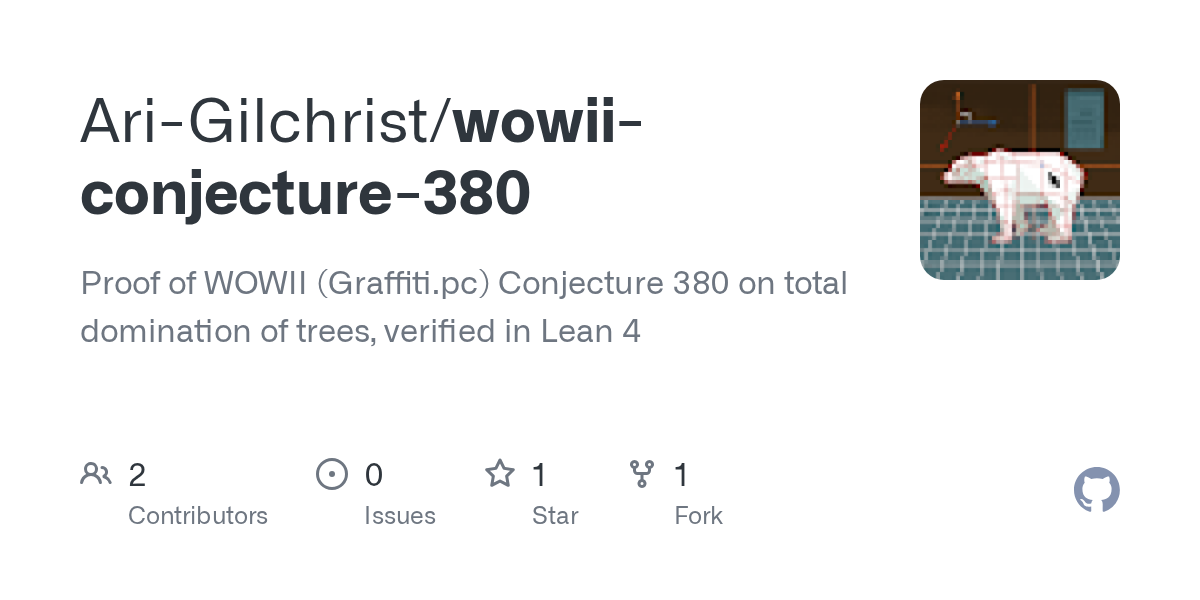 Ari-Gilchrist/wowii-
conjecture-380
Proof of WOWII (Graffiti.pc) Conjecture 380 on total
domination of trees, verified in Lean 4
2 0 1 1
Contributors Issues Star Fork